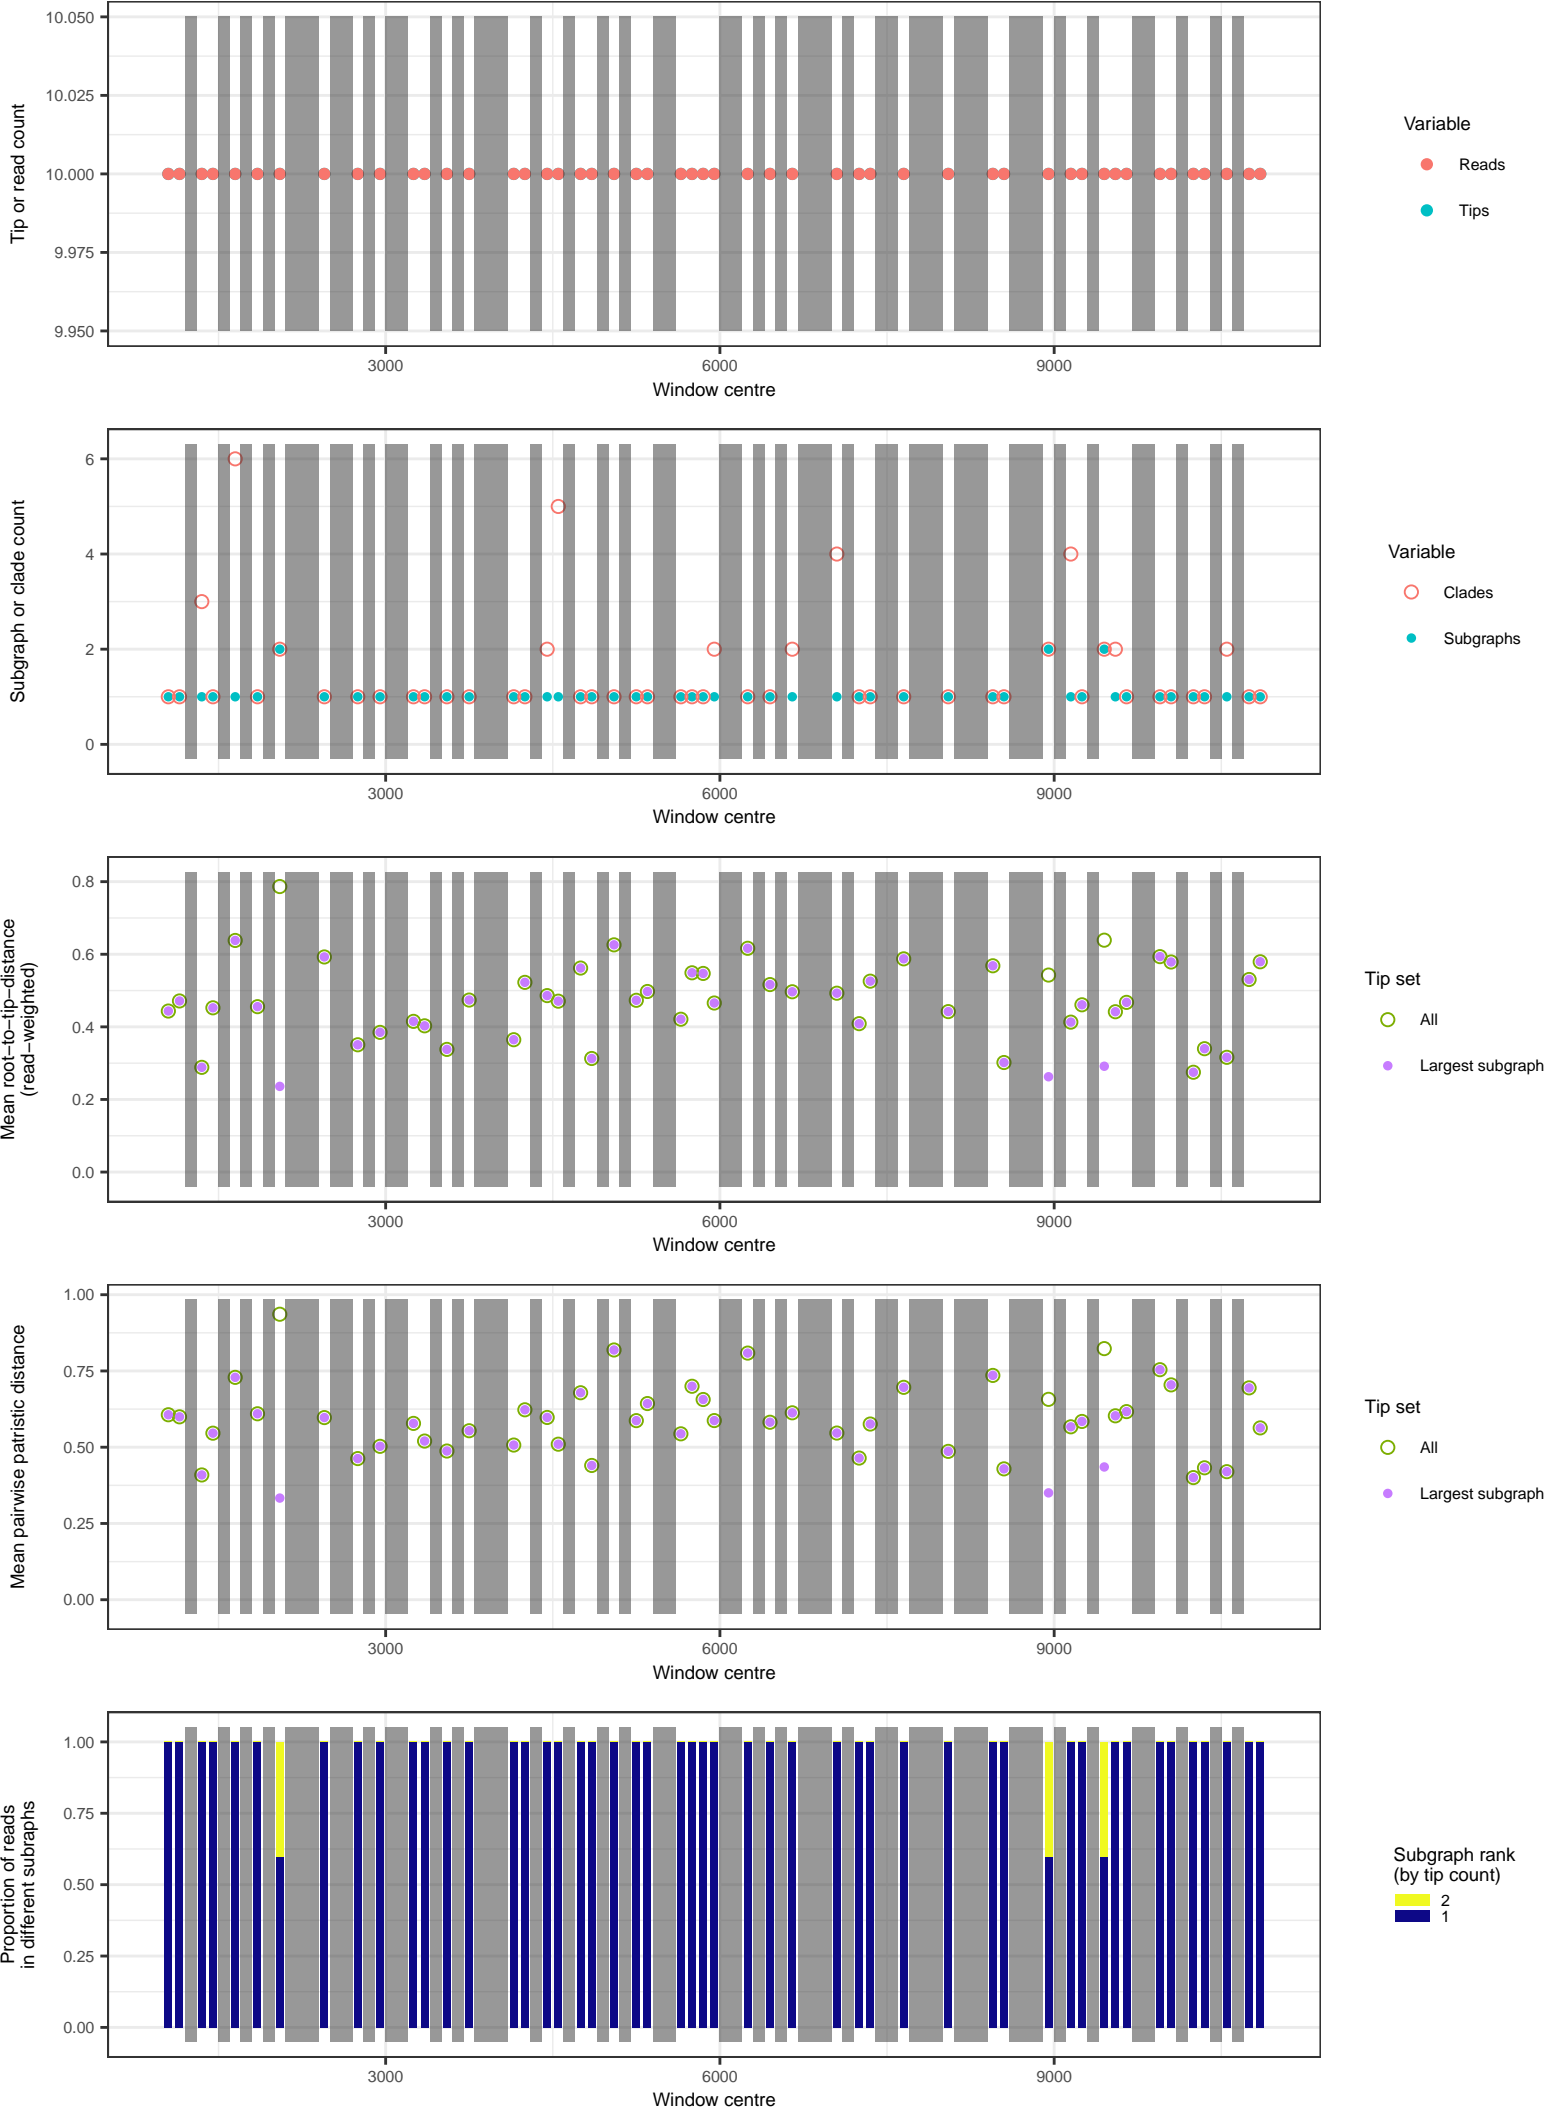 10.050
10.025
10.000
9.975
9.950
Tip or read count
3000
6000
9000
Window centre
Variable
Reads
Tips
6
4
2
0
Subgraph or clade count
3000
6000
9000
Window centre
Variable
Clades
Subgraphs
0.8
0.6
0.4
0.2
0.0
Mean root−to−tip−distance
(read−weighted)
3000
6000
9000
Window centre
Tip set
All
Largest subgraph
1.00
0.75
0.50
0.25
0.00
Mean pairwise patristic distance
3000
6000
9000
Window centre
Tip set
All
Largest subgraph
1.00
0.75
0.50
0.25
0.00
Proportion of reads
in different subraphs
3000
6000
9000
Window centre
Subgraph rank
(by tip count)
2
1